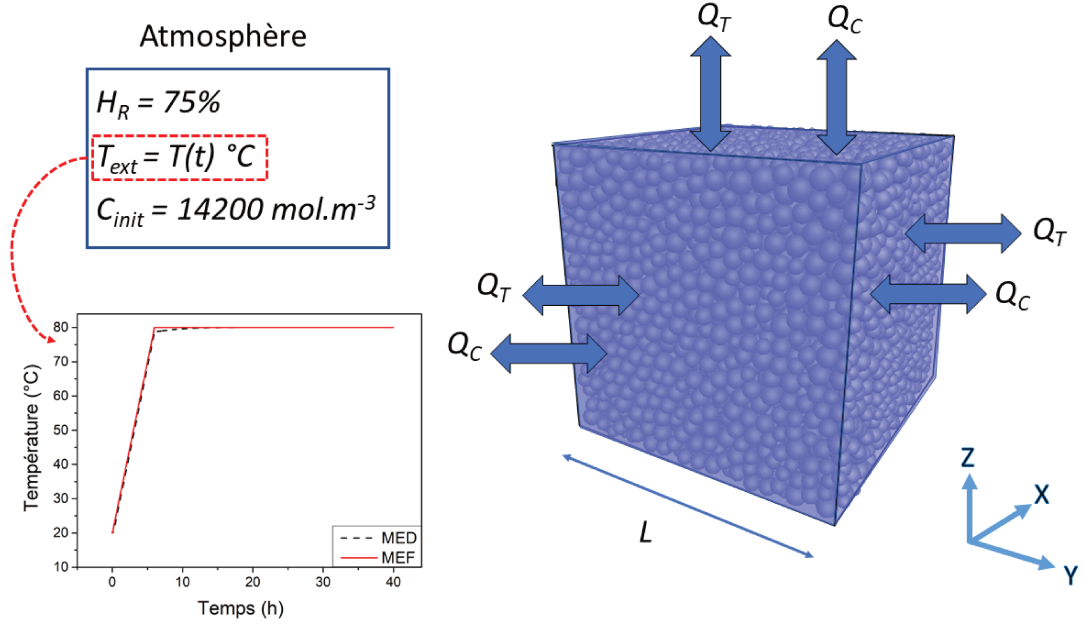 Atmosphère
H_R = 75%
T_ext = T(t) °C
C_init = 14200 mol.m⁻³
Q_T
Q_C
Q_T
Q_C
Q_T
Q_C
L
Z
X
Y
Température (°C)
80
70
60
50
40
30
20
10
0
10
20
30
40
Temps (h)
MED
MEF